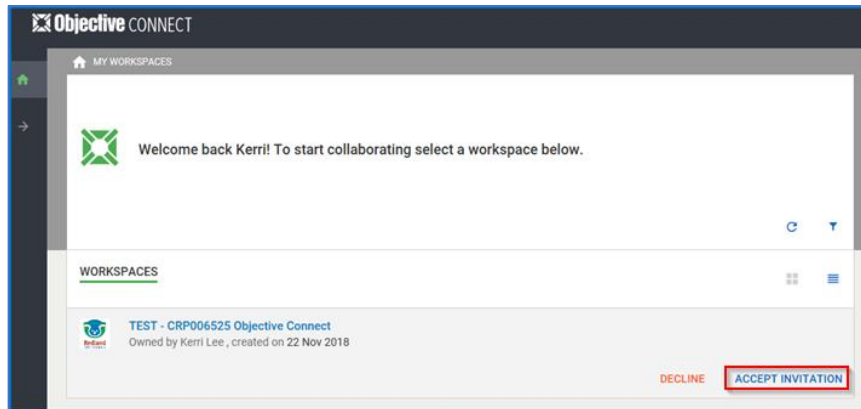 Objective CONNECT
MY WORKSPACES
Welcome back Kerri! To start collaborating select a workspace below.
WORKSPACES
TEST - CRP006525 Objective Connect
Owned by Kerri Lee , created on 22 Nov 2018
Redland
DECLINE ACCEPT INVITATION